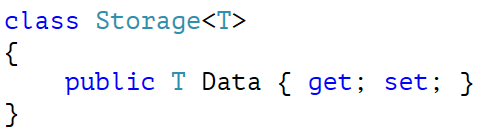 class Storage<T>
{
    public T Data { get; set; }
}